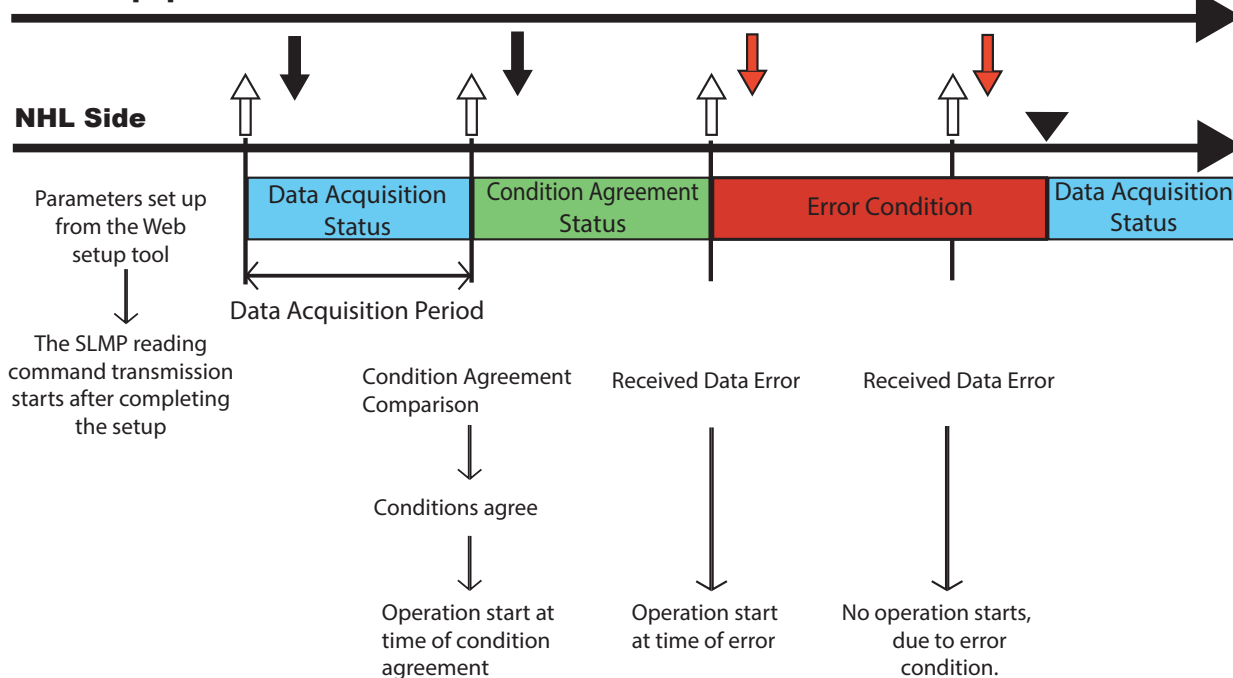 NHL Side
Parameters set up
from the Web
setup tool
The SLMP reading
command transmission
starts after completing
the setup
Data Acquisition
Status
Condition Agreement
Status
Error Condition
Data Acquisition
Status
Data Acquisition Period
Condition Agreement
Comparison
Conditions agree
Operation start at
time of condition
agreement
Received Data Error
Operation start
at time of error
Received Data Error
No operation starts,
due to error
condition.